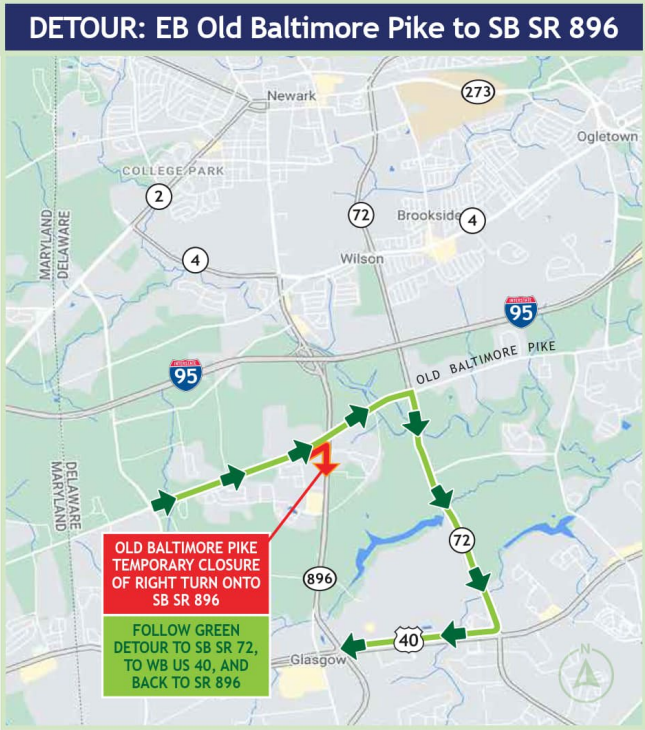 DETOUR: EB Old Baltimore Pike to SB SR 896
Newark
273
Ogletown
COLLEGE PARK
2
72
Brookside
4
MARYLAND
DELAWARE
4
Wilson
INTERSTATE
95
INTERSTATE
95
OLD BALTIMORE PIKE
DELAWARE
MARYLAND
OLD BALTIMORE PIKE
TEMPORARY CLOSURE
OF RIGHT TURN ONTO
SB SR 896
72
896
FOLLOW GREEN
DETOUR TO SB SR 72,
TO WB US 40, AND
BACK TO SR 896
40
Glasgow
N